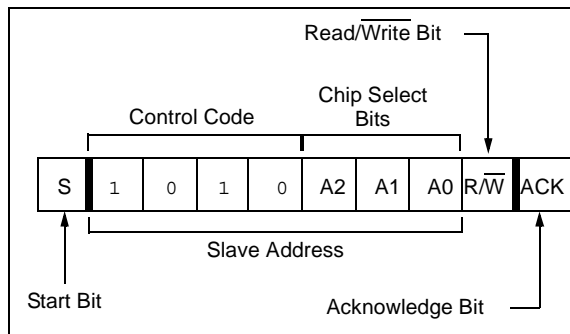 Read/Write Bit
Chip Select
Bits
Control Code
S 1 0 1 0 A2 A1 A0 R/W ACK
Slave Address
Start Bit
Acknowledge Bit